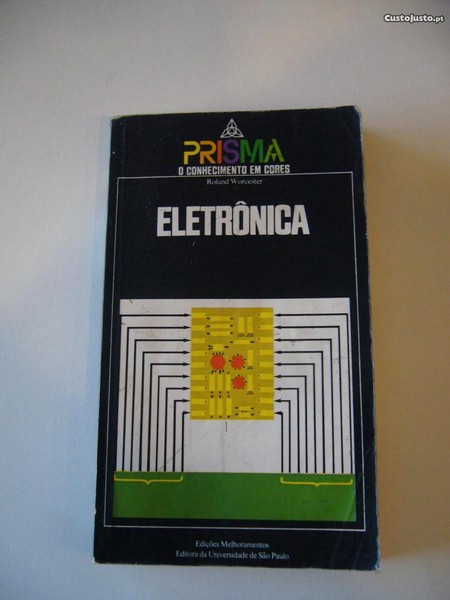 CustoJusto.pt
PRISMA
O CONHECIMENTO EM CORES
Roland Worcester
ELETRÔNICA
Edições Melhoramentos
Editora da Universidade de São Paulo